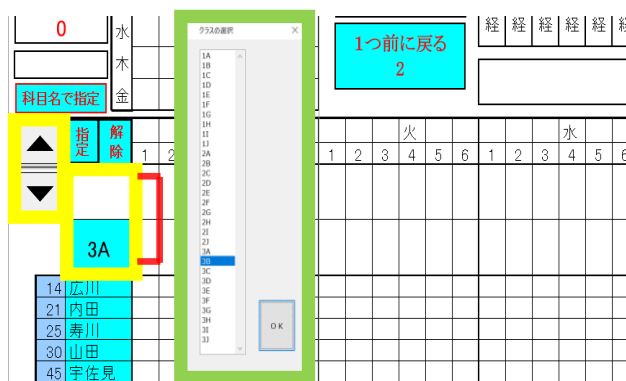 0
水
木
金
科目名で指定
指定
解除
1 2
3A
14 広川
21 内田
25 寿川
30 山田
45 宇佐見
クラスの選択 ×
1A
1B
1C
1D
1E
1F
1G
1H
1I
1J
2A
2B
2C
2D
2E
2F
2G
2H
2I
2J
3A
3B
3C
3D
3E
3F
3G
3H
3I
3J
OK
1つ前に戻る
2
経 経 経 経 経 経
火 水
1 2 3 4 5 6 1 2 3 4 5 6